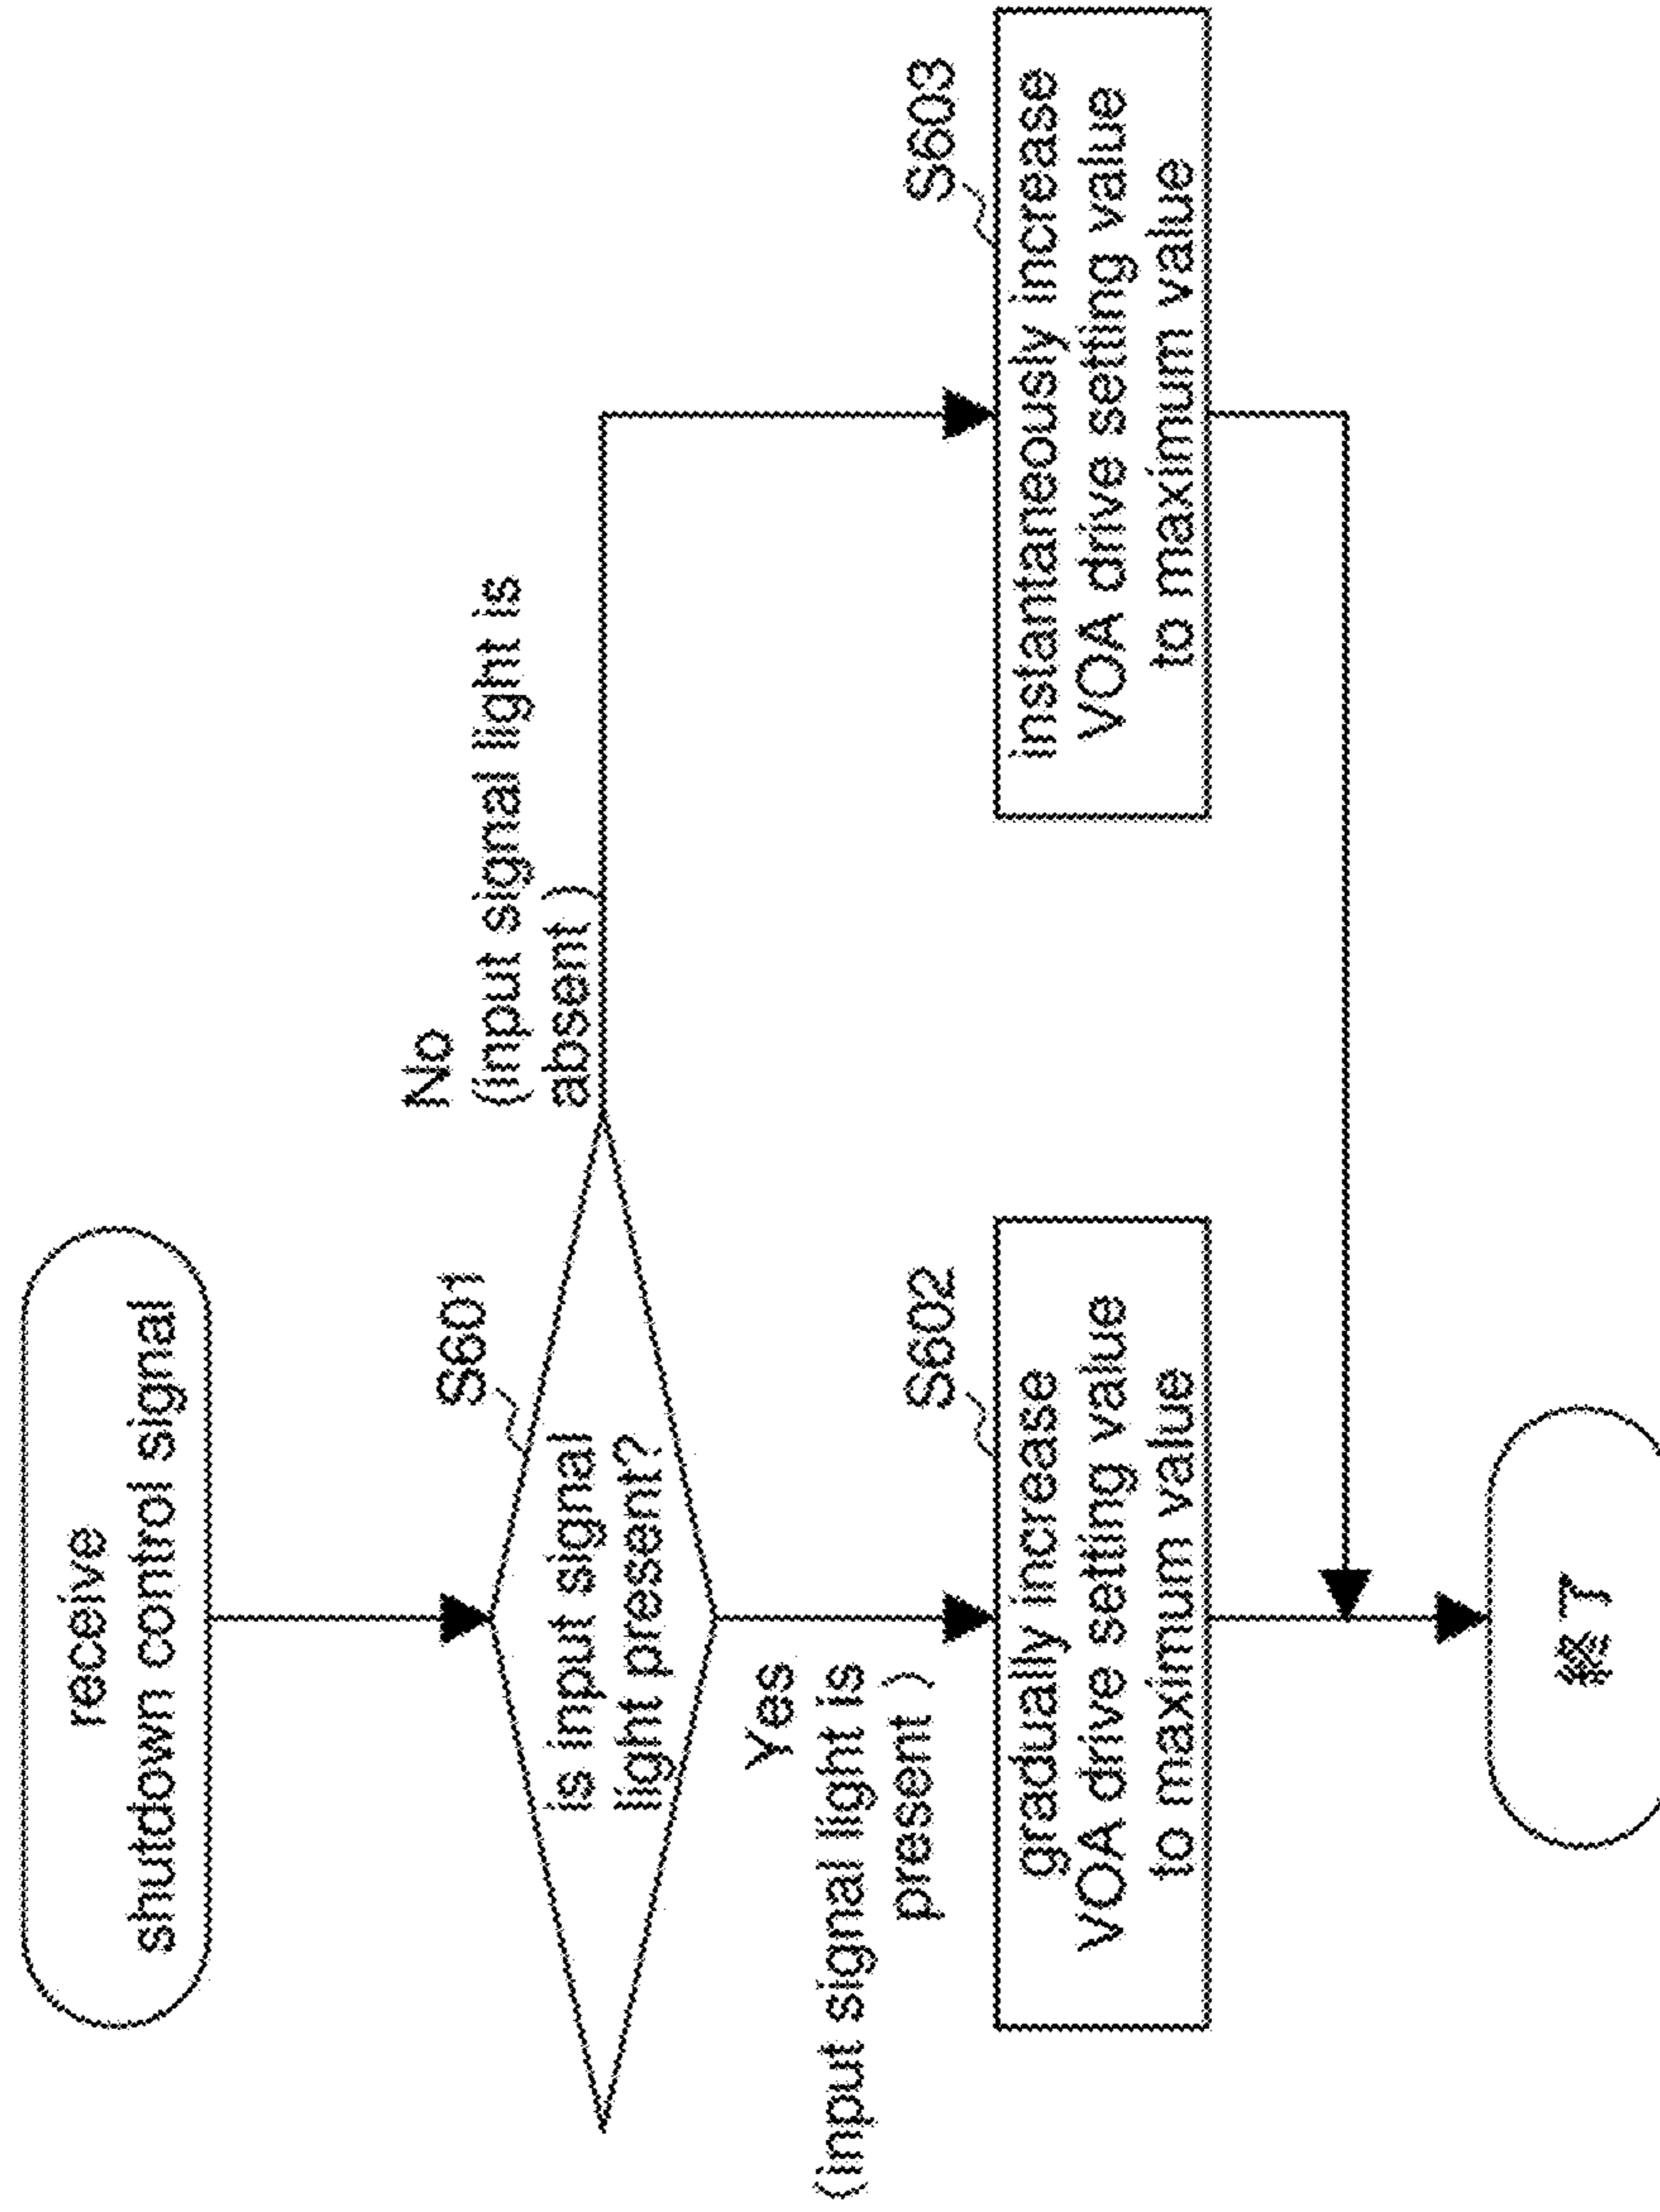 receive
shutdown control signal
S601
is input signal
light present?
No
(input signal light is
absent )
Yes
(input signal light is
present )
S602
gradually increase
VOA drive setting value
to maximum value
S603
instantaneously increase
VOA drive setting value
to maximum value
終了